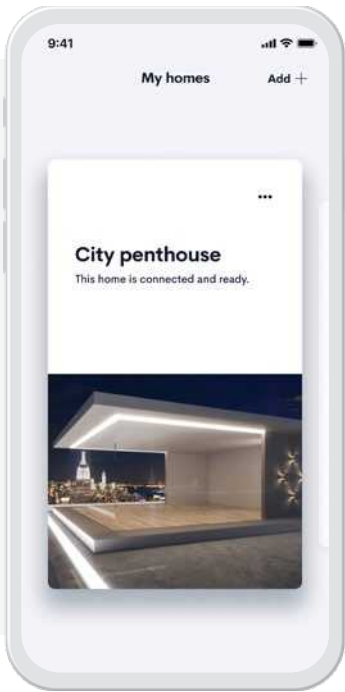 9:41
My homes
Add +
•••
City penthouse
This home is connected and ready.